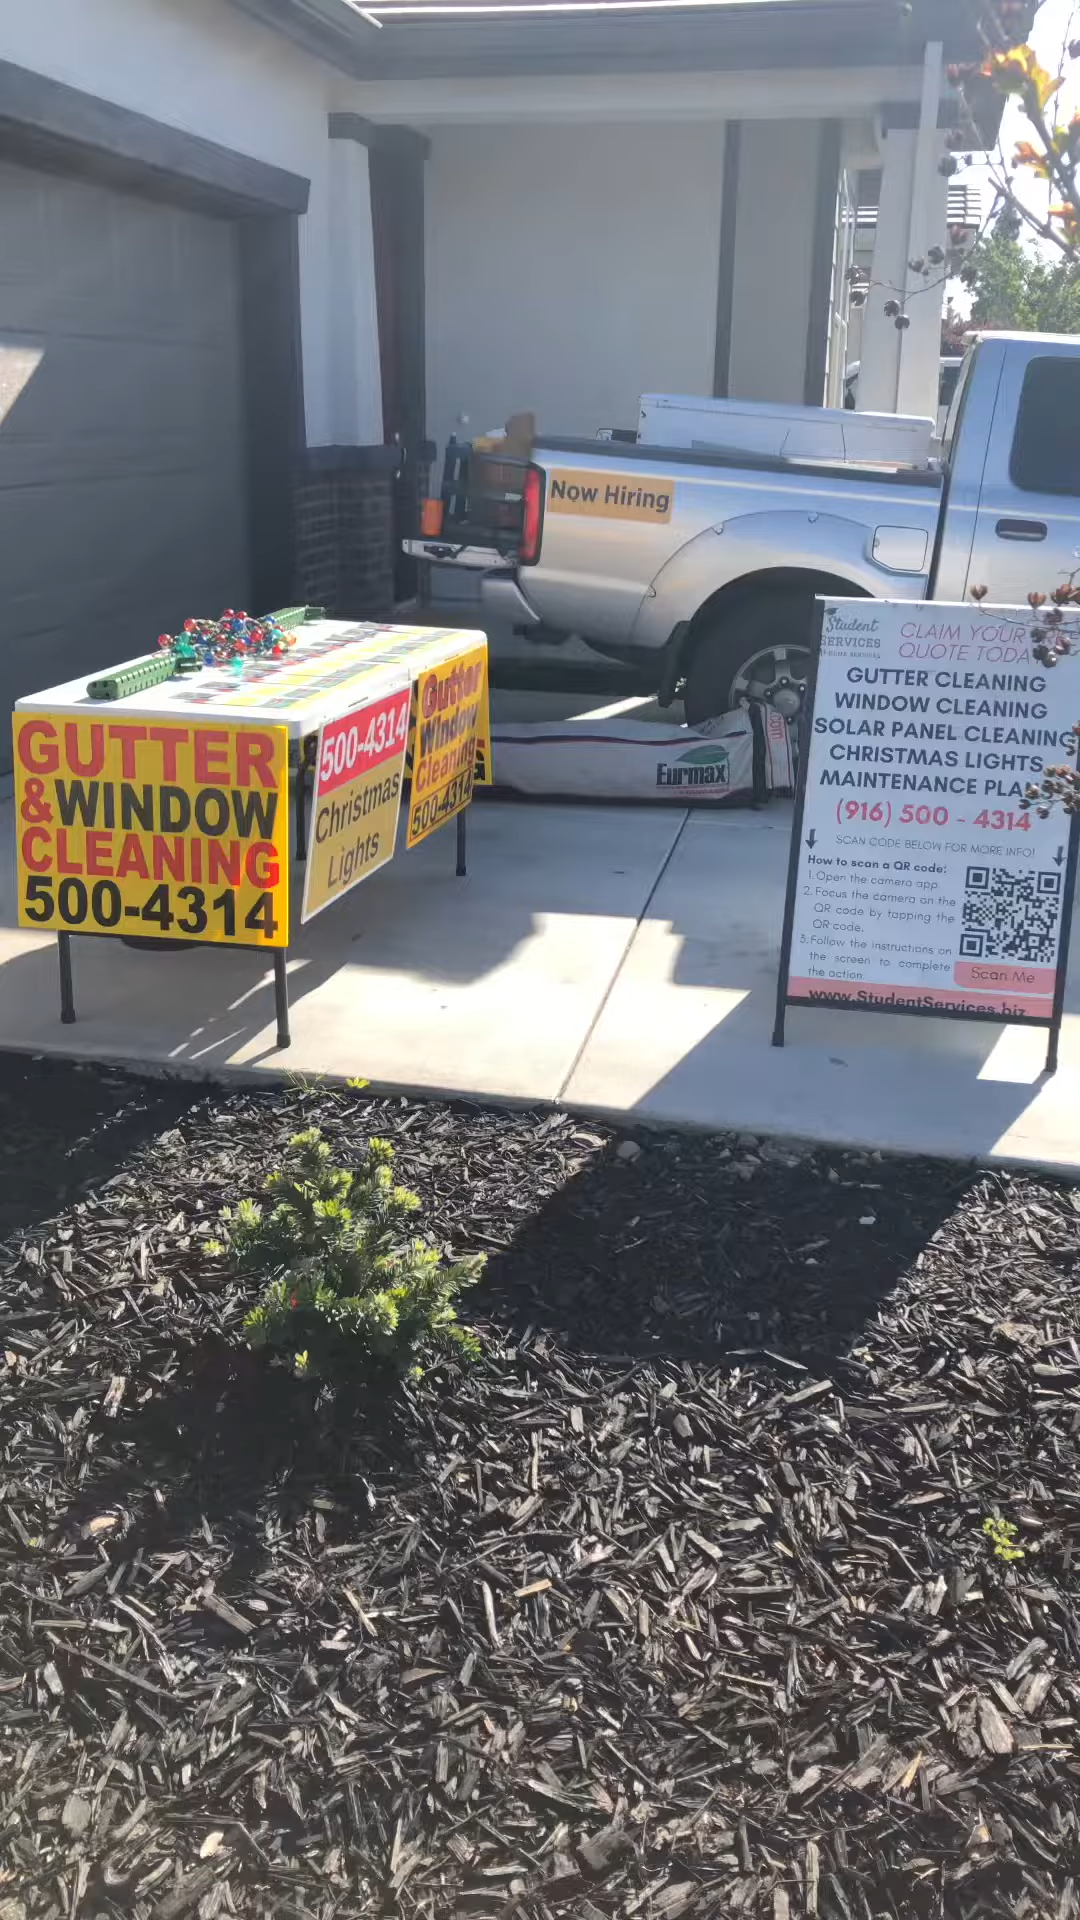 Now Hiring
GUTTER
&WINDOW
CLEANING
500-4314
500-4314
Christmas
Lights
Gutter
Window
Cleaning
500-4314
Eurmax
Student
SERVICES
CLAIM YOUR
QUOTE TODA
GUTTER CLEANING
WINDOW CLEANING
SOLAR PANEL CLEANING
CHRISTMAS LIGHTS
MAINTENANCE PLA
(916) 500 - 4314
SCAN CODE BELOW FOR MORE INFO!
How to scan a QR code:
1. Open the camera app.
2. Focus the camera on the
QR code by tapping the
QR code.
3. Follow the instructions on
the screen to complete
the action.
Scan Me
www.StudentServices.biz